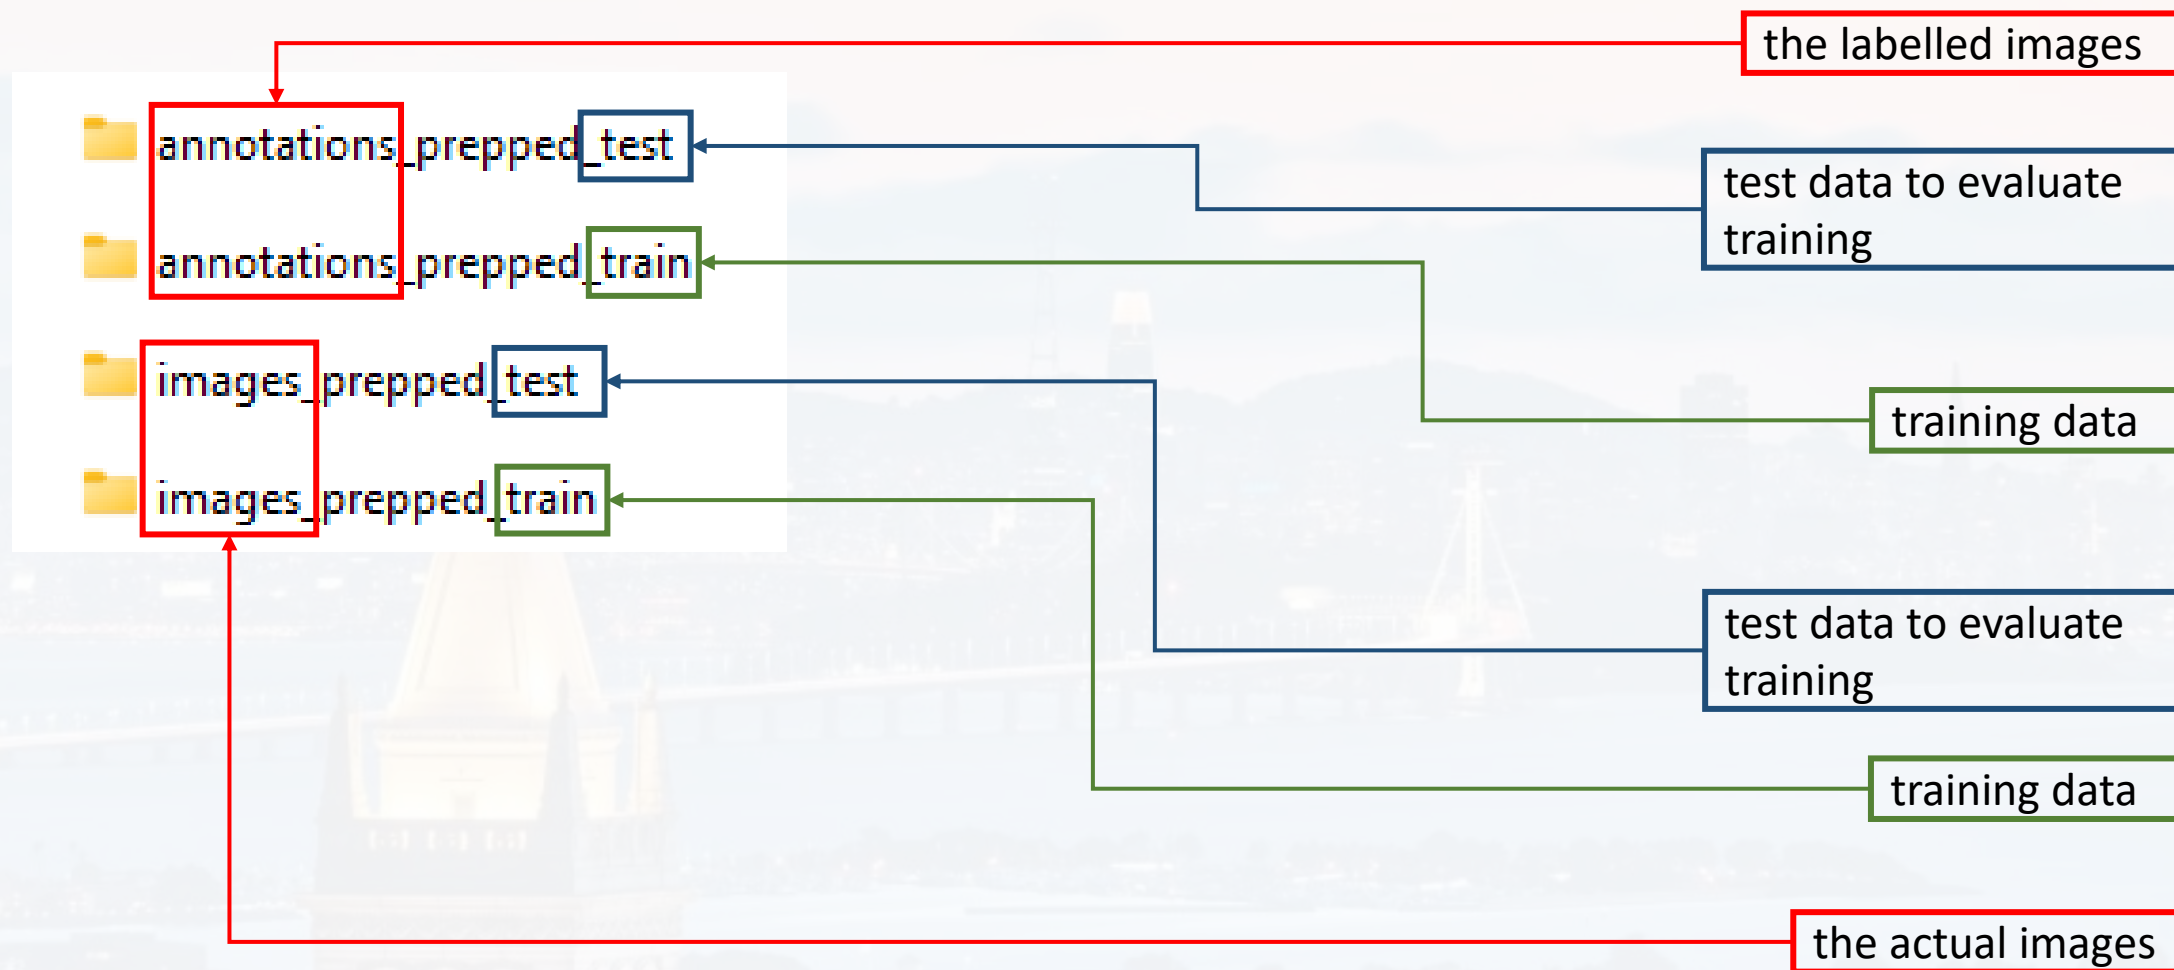 the labelled images
annotations_prepped_test
test data to evaluate
training
annotations_prepped_train
images_prepped_test
training data
images_prepped_train
test data to evaluate
training
training data
the actual images